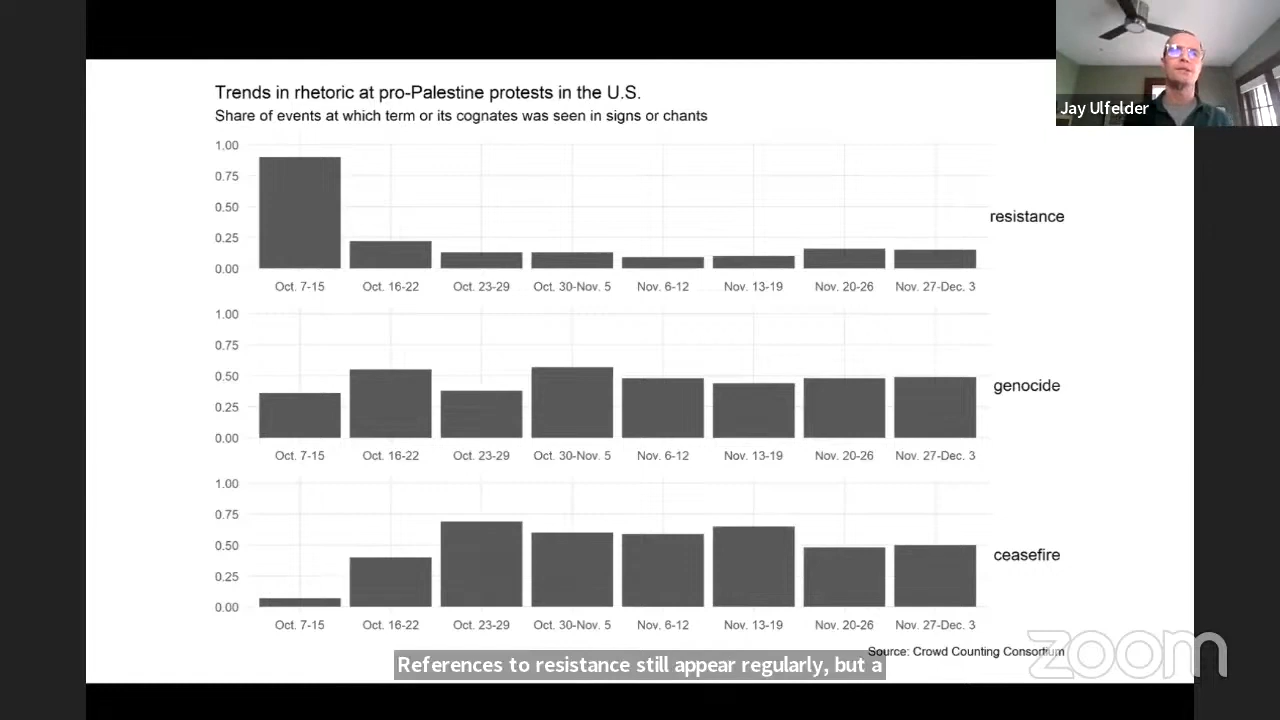 Trends in rhetoric at pro-Palestine protests in the U.S.
Share of events at which term or its cognates was seen in signs or chants
Jay Ulfelder
1.00
0.75
0.50
0.25
0.00
resistance
Oct. 7-15 Oct. 16-22 Oct. 23-29 Oct. 30-Nov. 5 Nov. 6-12 Nov. 13-19 Nov. 20-26 Nov. 27-Dec. 3
1.00
0.75
0.50
0.25
0.00
genocide
Oct. 7-15 Oct. 16-22 Oct. 23-29 Oct. 30-Nov. 5 Nov. 6-12 Nov. 13-19 Nov. 20-26 Nov. 27-Dec. 3
1.00
0.75
0.50
0.25
0.00
ceasefire
Oct. 7-15 Oct. 16-22 Oct. 23-29 Oct. 30-Nov. 5 Nov. 6-12 Nov. 13-19 Nov. 20-26 Nov. 27-Dec. 3
Source: Crowd Counting Consortium
References to resistance still appear regularly, but a
zoom